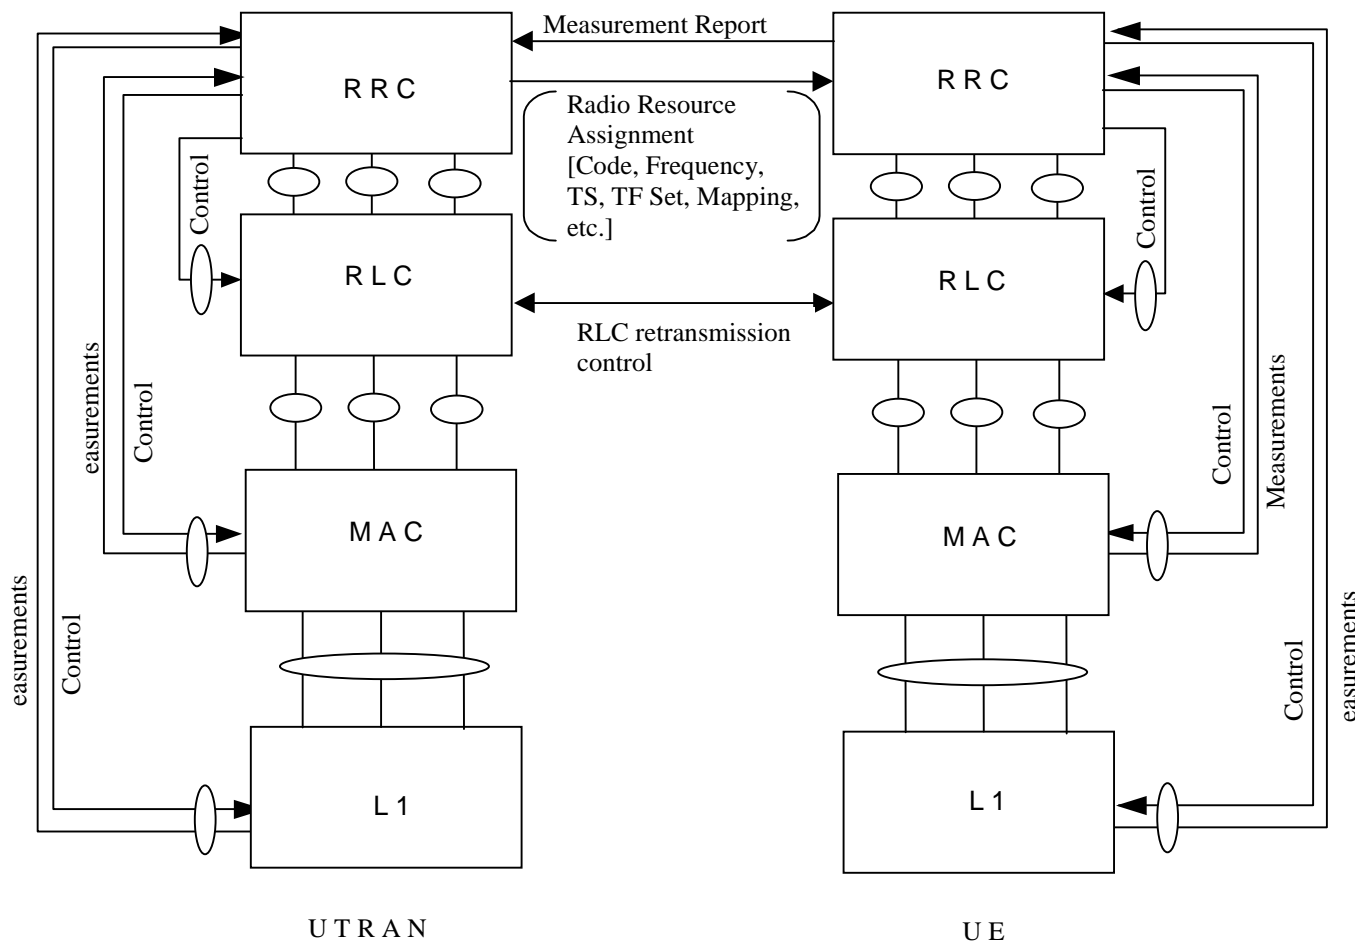 Measurement Report
R R C
R R C
Radio Resource
Assignment
[Code, Frequency,
TS, TF Set, Mapping,
etc.]
Control
Control
R L C
R L C
RLC retransmission
control
easurements
Control
Control
Measurements
M A C
M A C
easurements
Control
Control
easurements
L 1
L 1
U T R A N
U E